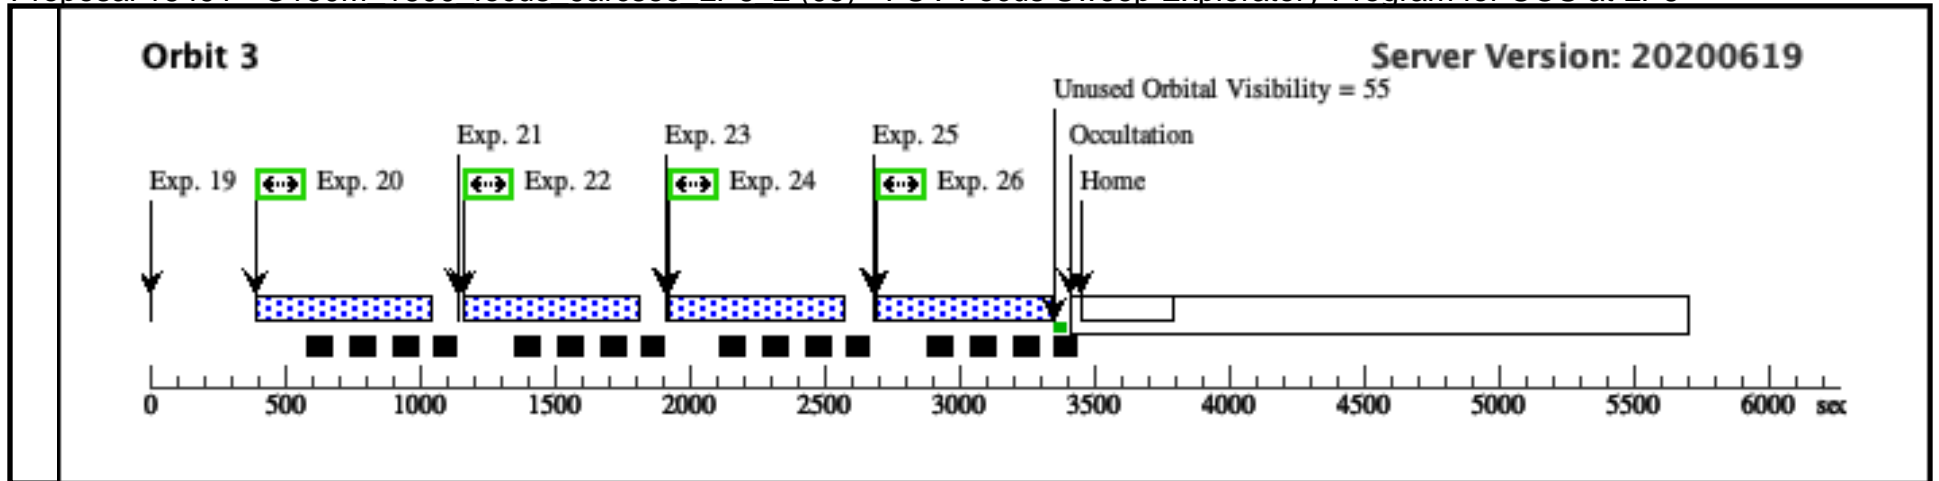 Orbit 3
Server Version: 20200619
Unused Orbital Visibility = 55
Exp. 21
Exp. 23
Exp. 25
Occultation
Exp. 19
Exp. 20
Exp. 22
Exp. 24
Exp. 26
Home
0 500 1000 1500 2000 2500 3000 3500 4000 4500 5000 5500 6000 sec